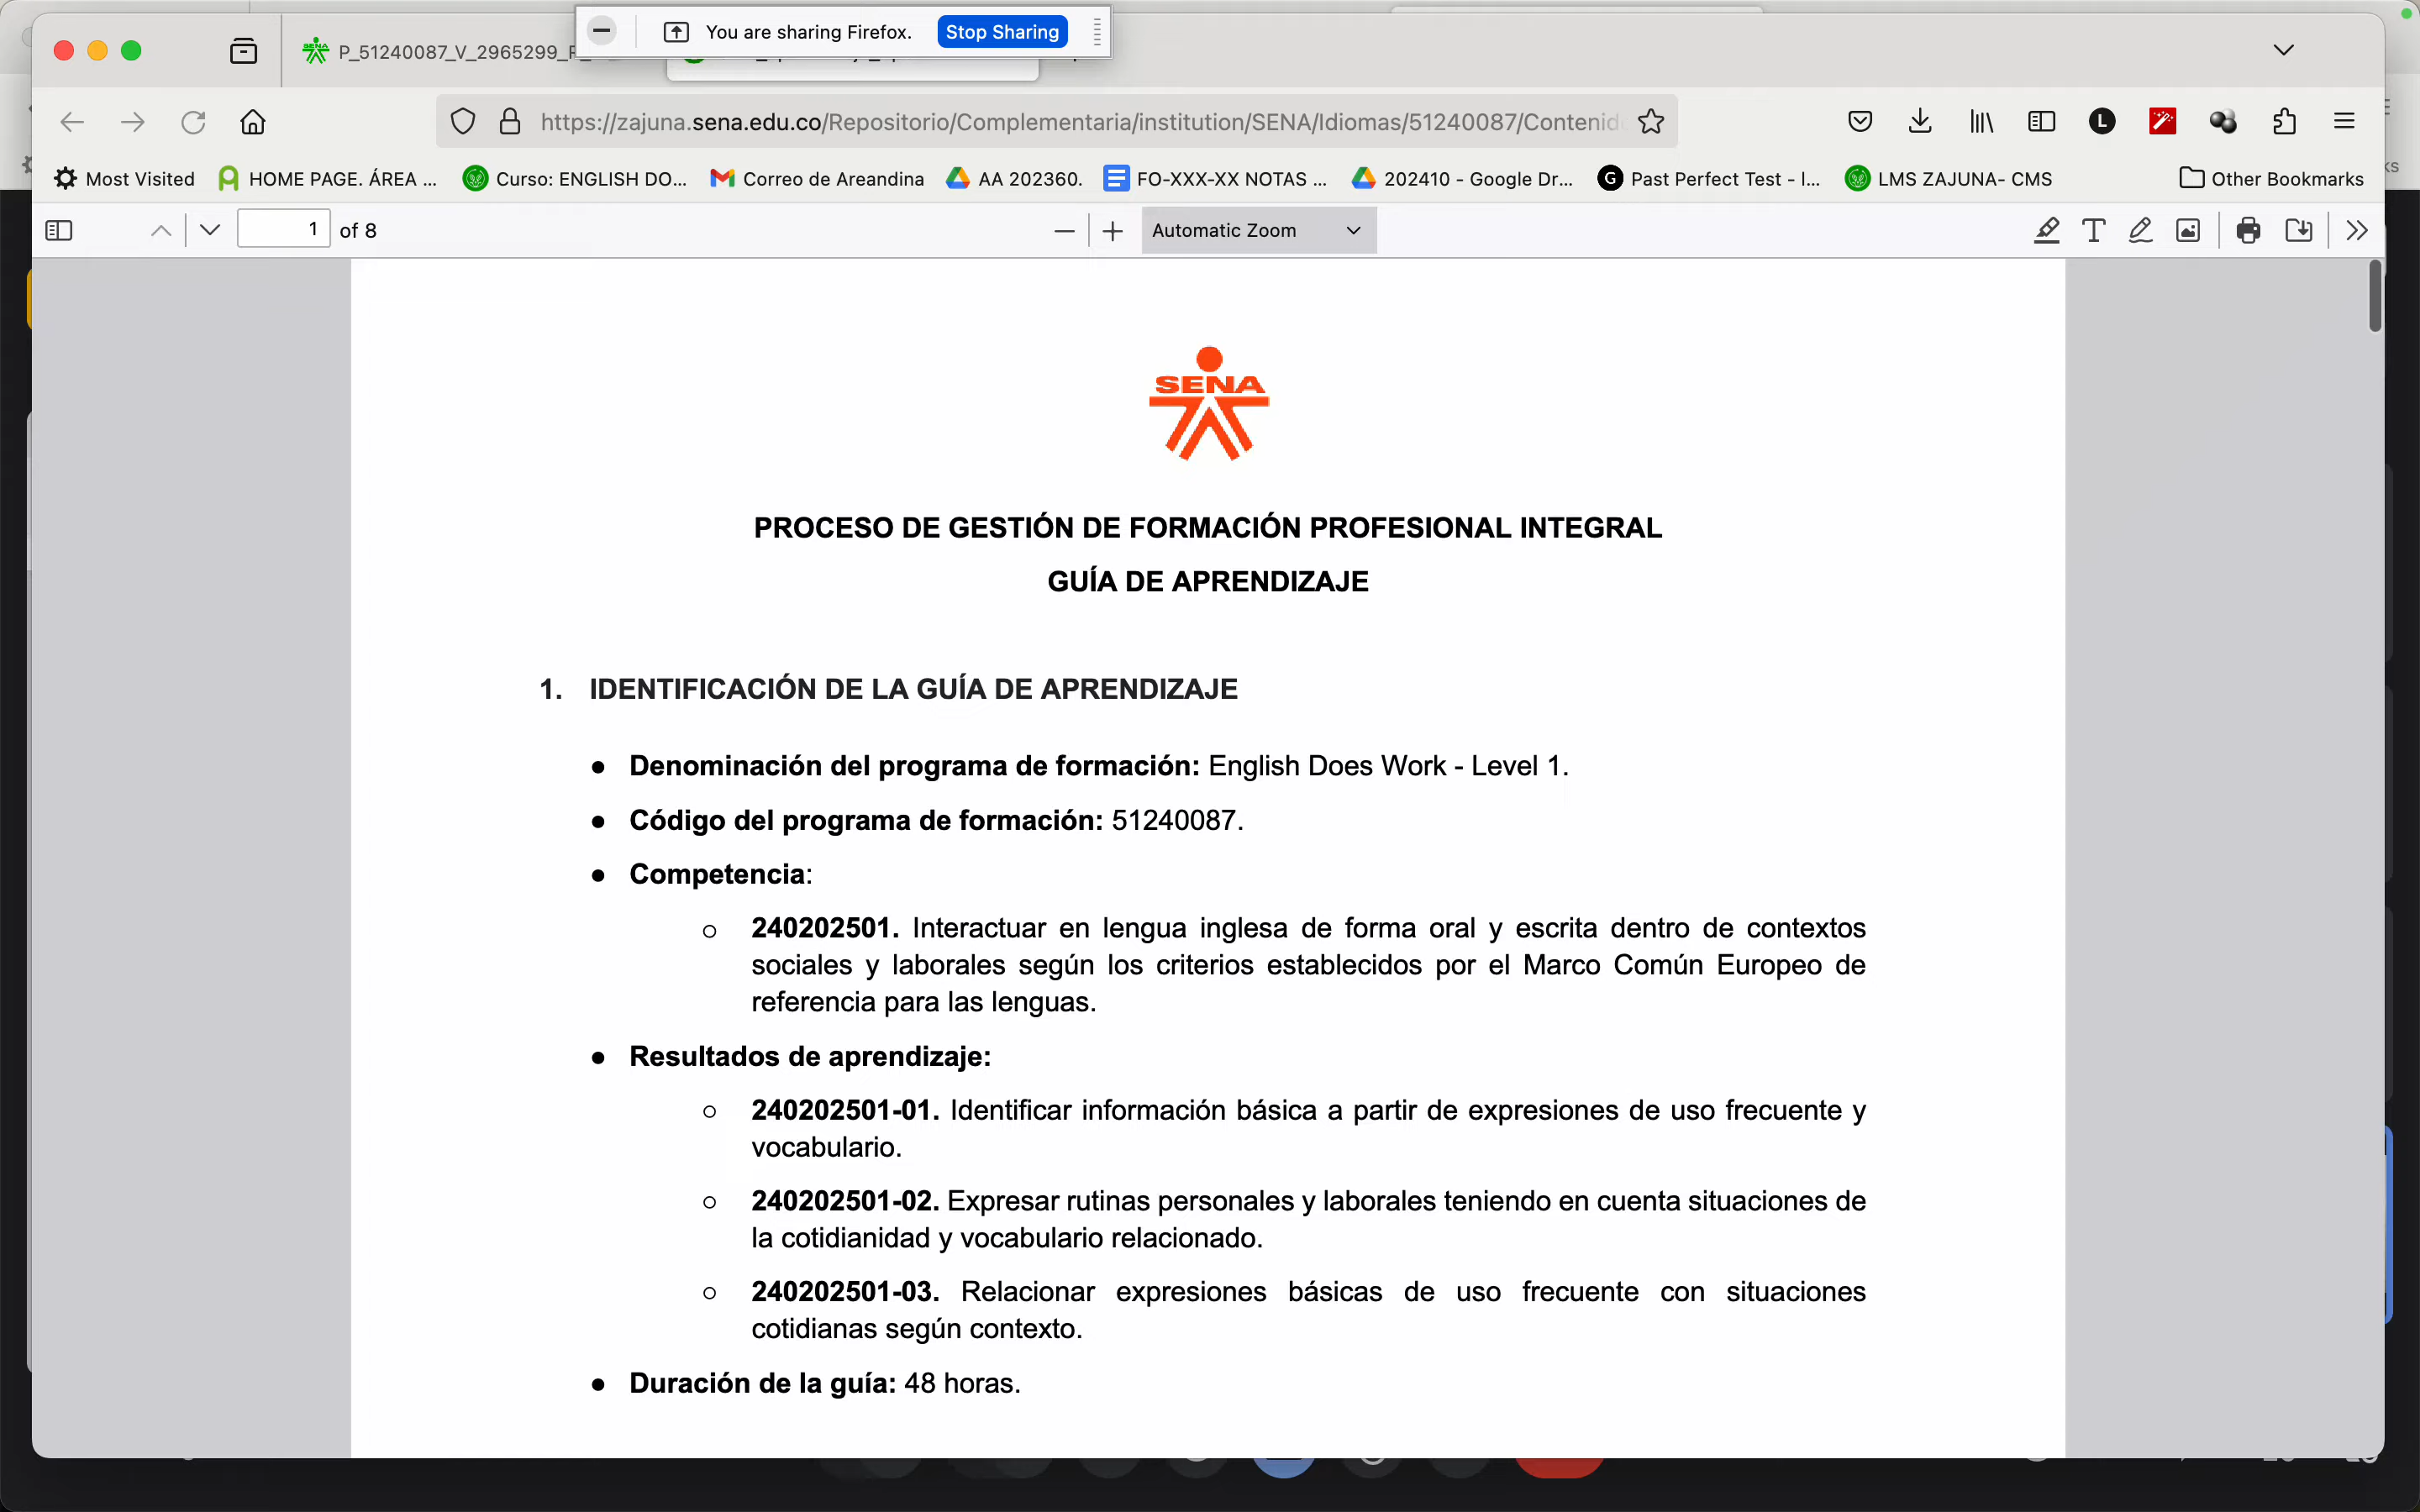 You are sharing Firefox.
Stop Sharing
P_51240087_V_2965299_
https://zajuna.sena.edu.co/Repositorio/Complementaria/institution/SENA/Idiomas/51240087/Contenid
L
Most Visited
HOME PAGE. ÁREA ...
Curso: ENGLISH DO...
Correo de Areandina
AA 202360.
FO-XXX-XX NOTAS ...
202410 - Google Dr...
G
Past Perfect Test - I...
LMS ZAJUNA- CMS
Other Bookmarks
1 of 8
Automatic Zoom
SENA
PROCESO DE GESTIÓN DE FORMACIÓN PROFESIONAL INTEGRAL
GUÍA DE APRENDIZAJE
1. IDENTIFICACIÓN DE LA GUÍA DE APRENDIZAJE
● Denominación del programa de formación: English Does Work - Level 1.
● Código del programa de formación: 51240087.
● Competencia:
○ 240202501. Interactuar en lengua inglesa de forma oral y escrita dentro de contextos
sociales y laborales según los criterios establecidos por el Marco Común Europeo de
referencia para las lenguas.
● Resultados de aprendizaje:
○ 240202501-01. Identificar información básica a partir de expresiones de uso frecuente y
vocabulario.
○ 240202501-02. Expresar rutinas personales y laborales teniendo en cuenta situaciones de
la cotidianidad y vocabulario relacionado.
○ 240202501-03. Relacionar expresiones básicas de uso frecuente con situaciones
cotidianas según contexto.
● Duración de la guía: 48 horas.